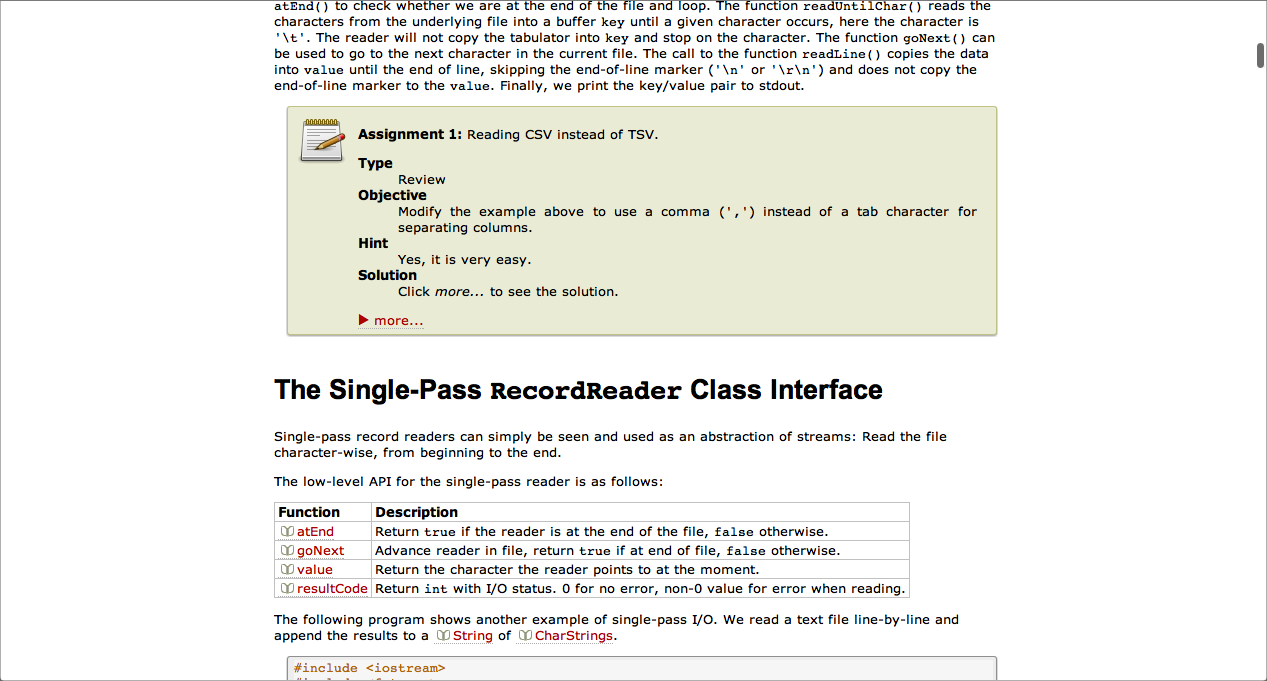 atEnd() to check whether we are at the end of the file and loop. The function readUntilChar() reads the
characters from the underlying file into a buffer key until a given character occurs, here the character is
'\t'. The reader will not copy the tabulator into key and stop on the character. The function goNext() can
be used to go to the next character in the current file. The call to the function readLine() copies the data
into value until the end of line, skipping the end-of-line marker ('\n' or '\r\n') and does not copy the
end-of-line marker to the value. Finally, we print the key/value pair to stdout.
Assignment 1: Reading CSV instead of TSV.
Type
Review
Objective
Modify the example above to use a comma (',') instead of a tab character for
separating columns.
Hint
Yes, it is very easy.
Solution
Click more... to see the solution.
▶ more...
The Single-Pass RecordReader Class Interface
Single-pass record readers can simply be seen and used as an abstraction of streams: Read the file
character-wise, from beginning to the end.
The low-level API for the single-pass reader is as follows:
Function Description
atEnd Return true if the reader is at the end of the file, false otherwise.
goNext Advance reader in file, return true if at end of file, false otherwise.
value Return the character the reader points to at the moment.
resultCode Return int with I/O status. 0 for no error, non-0 value for error when reading.
The following program shows another example of single-pass I/O. We read a text file line-by-line and
append the results to a String of CharStrings.
#include <iostream>